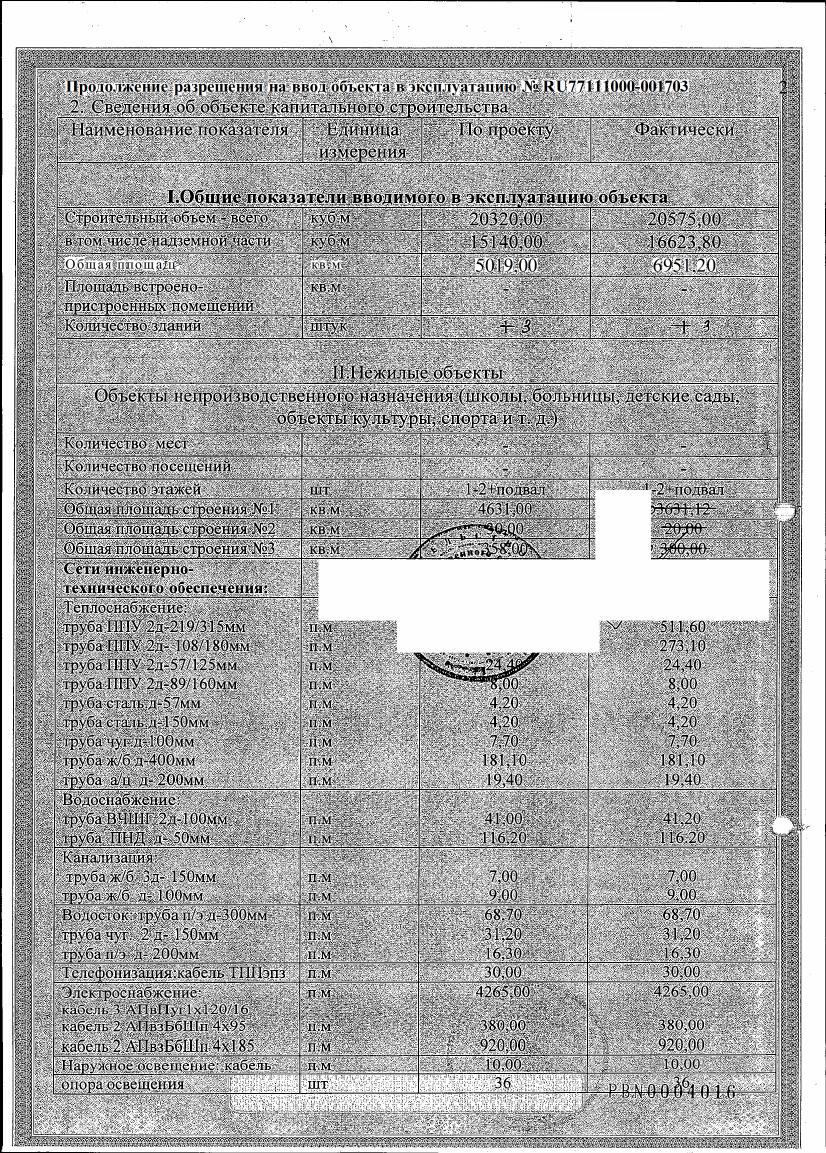 Продолжение разрешения на ввод объекта в эксплуатацию № RU77111000-001703
2
2. Сведения об объекте капитального строительства
Наименование показателя Единица измерения По проекту Фактически
I.Общие показатели вводимого в эксплуатацию объекта
Строительный объем - всего куб.м 20320,00 20575,00
в том числе надземной части куб.м 15140,00 16623,80
Общая площадь кв.м 5019,00 6951,20
Площадь встроено- кв.м - -
пристроенных помещений
Количество зданий штук 1 3 1 3
II.Нежилые объекты
Объекты непроизводственного назначения (школы, больницы, детские сады,
объекты культуры, спорта и т. д.)
Количество мест - -
Количество посещений - -
Количество этажей шт 1-2+подвал 1-2+подвал
Общая площадь строения №1 кв.м 4631,00 3631,12
Общая площадь строения №2 кв.м 20,00
Общая площадь строения №3 кв.м 358,00 300,00
Сети инженерно-
технического обеспечения:
Теплоснабжение:
труба ППУ 2д-219/315мм п.м 511,60
труба ППУ 2д- 108/180мм п.м 273,10
труба ППУ 2д-57/125мм п.м 24,40 24,40
труба ППУ 2д-89/160мм п.м 8,00 8,00
труба сталь д-57мм п.м 4,20 4,20
труба сталь д-150мм п.м 4,20 4,20
труба чуг д-100мм п.м 7,70 7,70
труба ж/б д-400мм п.м 181,10 181,10
труба а/ц д- 200мм п.м 19,40 19,40
Водоснабжение:
труба ВЧШГ 2д-100мм п.м 41,00 41,20
труба ПНД д- 50мм п.м 116,20 116,20
Канализация:
труба ж/б 3д- 150мм п.м 7,00 7,00
труба ж/б д- 100мм п.м 9,00 9,00
Водосток: труба п/э д-300мм п.м 68,70 68,70
труба чуг. 2 д- 150мм п.м 31,20 31,20
труба п/э д- 200мм п.м 16,30 16,30
Телефонизация:кабель ТППэпз п.м 30,00 30,00
Электроснабжение: п.м 4265,00 4265,00
кабель 3 АПвПуг1х120/16
кабель 2 АПвзБбШп 4х95 п.м 380,00 380,00
кабель 2 АПвзБбШп 4х185 п.м 920,00 920,00
Наружное освещение: кабель п.м 10,00 10,00
опора освещения шт 36 36
РВN0004016